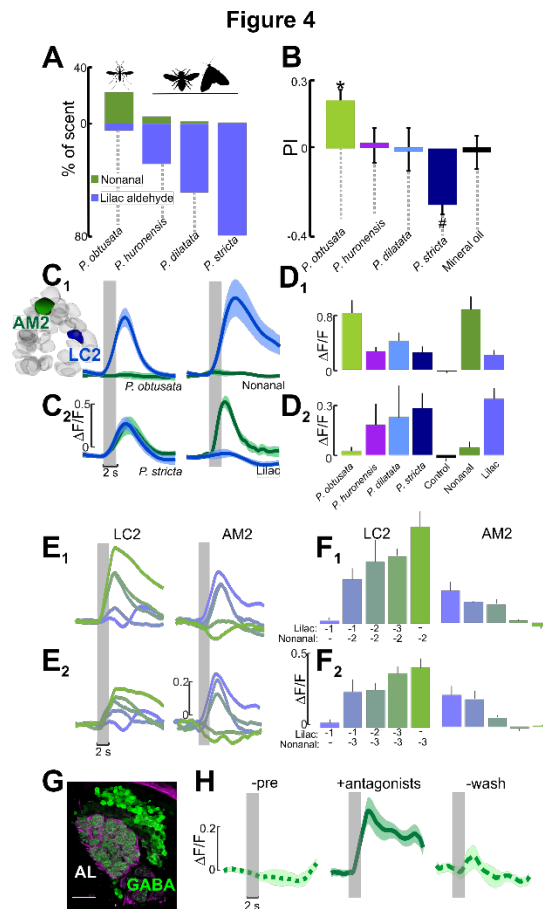 Figure 4
A
% of scent
0
80
Nonanal
Lilac aldehyde
P. obtusata
P. huronensis
P. dilatata
P. stricta
B
PI
0.3
0
-0.4
*
#
P. obtusata
P. huronensis
P. dilatata
P. stricta
Mineral oil
C1
AM2
LC2
P. obtusata
Nonanal
C2
ΔF/F
0.5
0
2 s
P. stricta
Lilac
D1
ΔF/F
0.8
0
D2
0.3
0
P. obtusata
P. huronensis
P. dilatata
P. stricta
Control
Nonanal
Lilac
E1
LC2
AM2
E2
0.2
0
2 s
F1
LC2
AM2
Lilac: -1 -1 -2 -3 -
Nonanal: - -2 -2 -2 -2
F2
ΔF/F
0.5
0
Lilac: -1 -1 -2 -3 -
Nonanal: - -3 -3 -3 -3
G
AL
GABA
H
-pre
+antagonists
-wash
ΔF/F
0.2
0
2 s